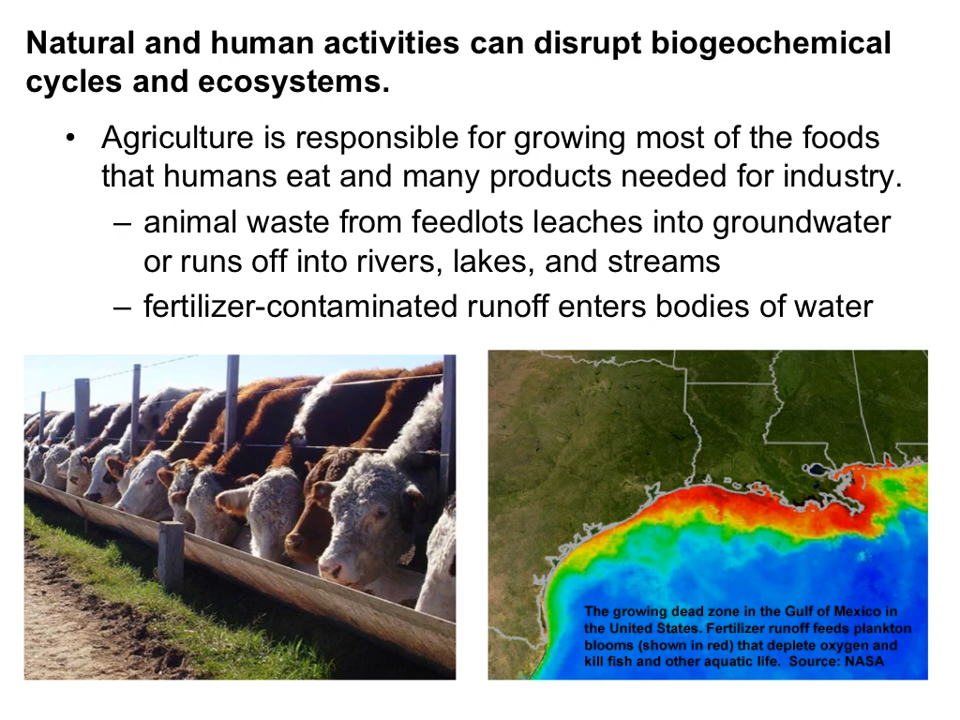 Natural and human activities can disrupt biogeochemical
cycles and ecosystems.
• Agriculture is responsible for growing most of the foods
that humans eat and many products needed for industry.
– animal waste from feedlots leaches into groundwater
or runs off into rivers, lakes, and streams
– fertilizer-contaminated runoff enters bodies of water
The growing dead zone in the Gulf of Mexico in
the United States. Fertilizer runoff feeds plankton
blooms (shown in red) that deplete oxygen and
kill fish and other aquatic life. Source: NASA